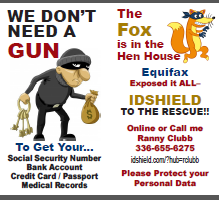 WE DON'T
NEED A
GUN
$
To Get Your...
Social Security Number
Bank Account
Credit Card / Passport
Medical Records
The
Fox
is in the
Hen House
Equifax
Exposed it ALL–
IDSHIELD
TO THE RESCUE!!
Online or Call me
Ranny Clubb
336-655-6275
idshield.com/?hub=rclubb
Please Protect your
Personal Data